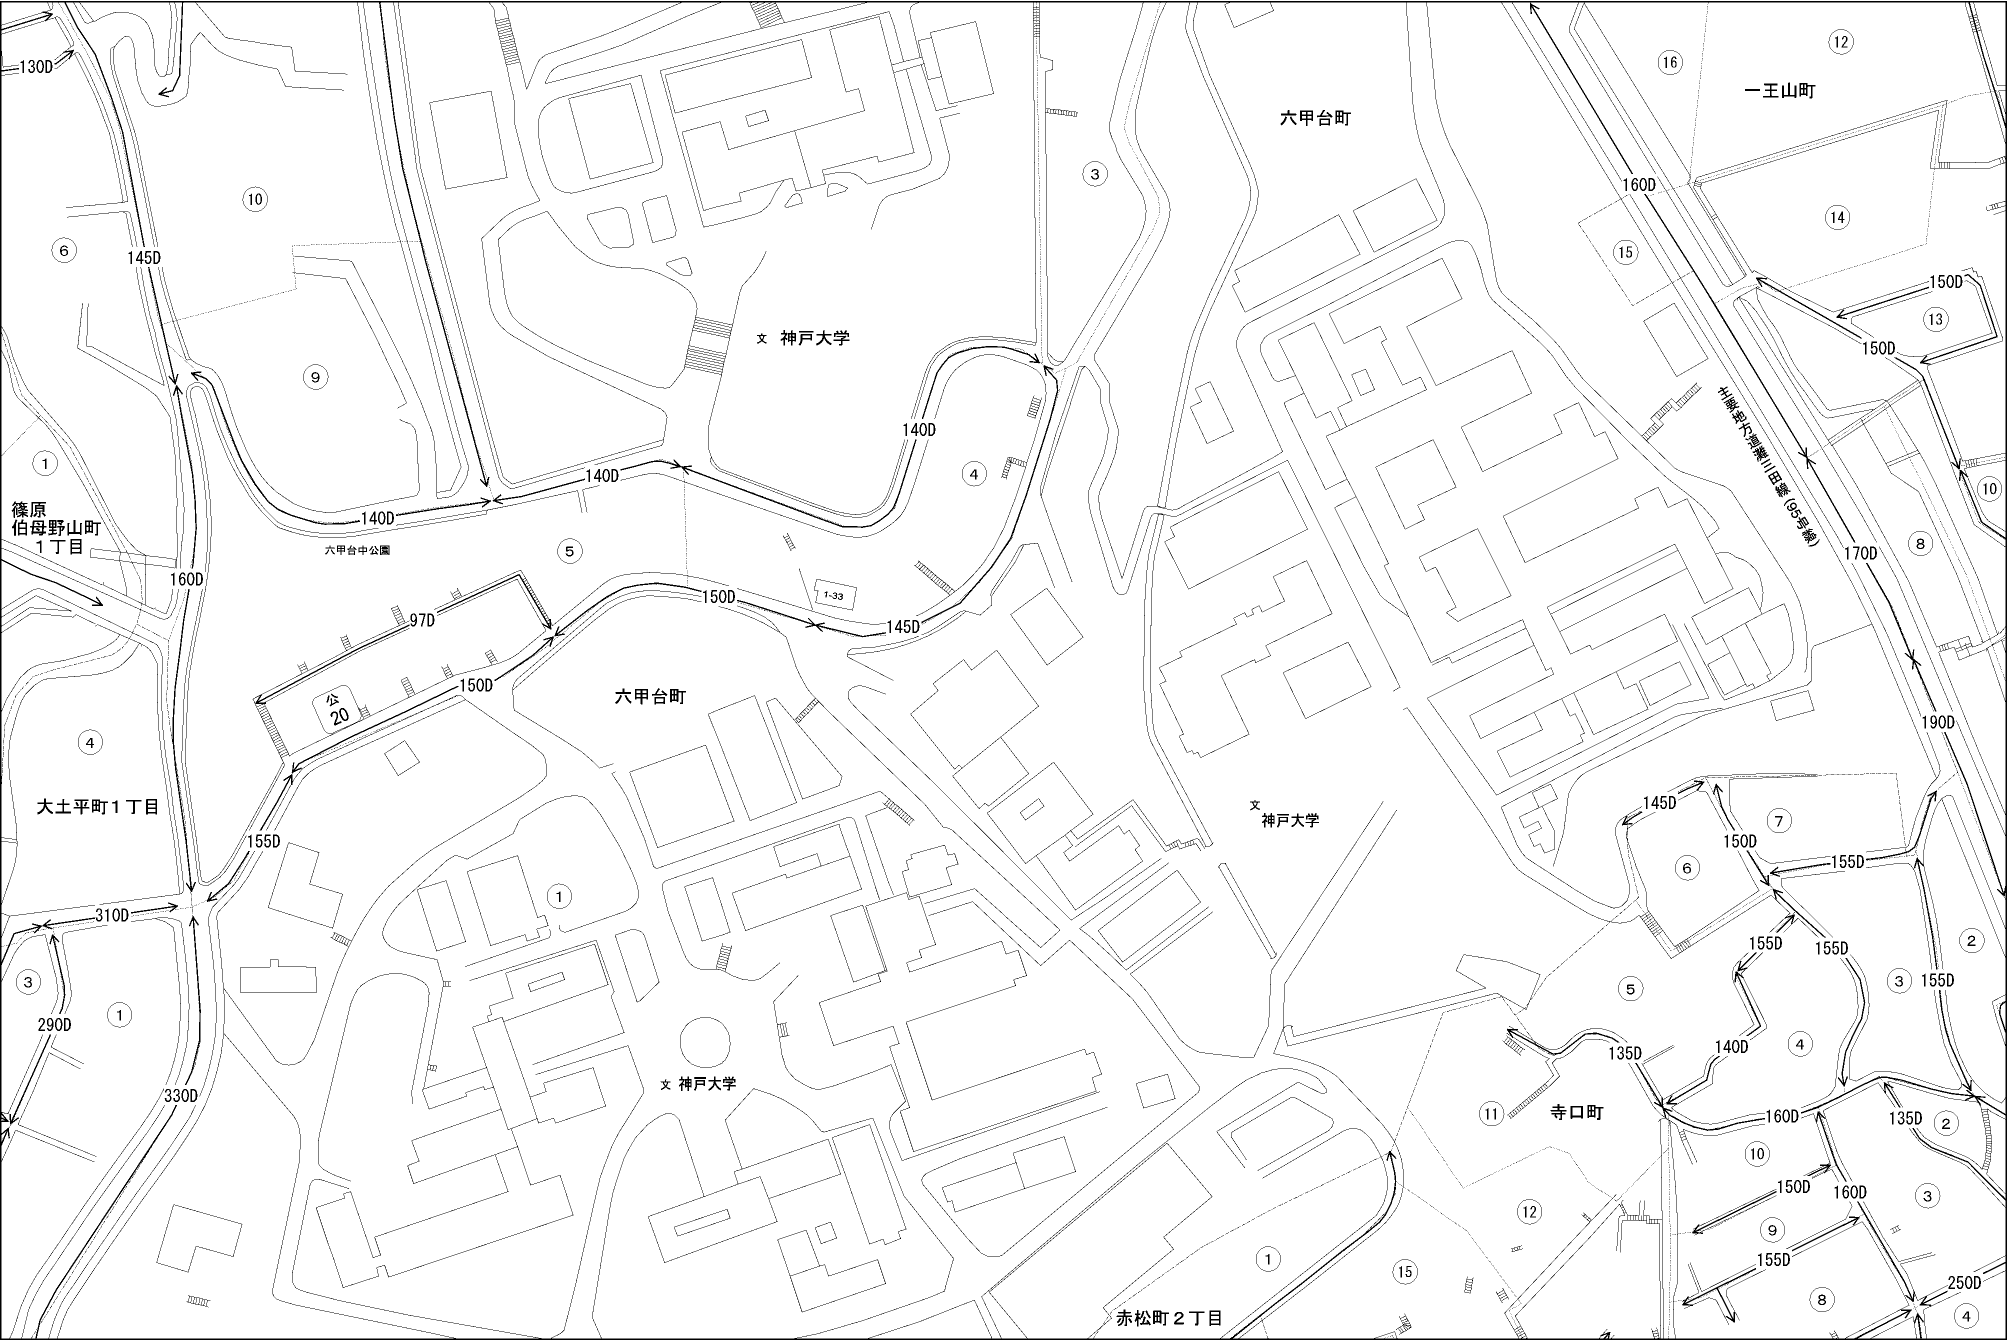 130D
⑯
⑫
一王山町
六甲台町
③
160D
⑩
⑭
⑥
145D
⑮
150D
⑬
文 神戸大学
150D
⑨
主要地方道灘三田線(95号線)
140D
①
④
140D
⑩
篠原
伯母野山町
1丁目
140D
六甲台中公園
⑤
⑧
170D
160D
1-33
150D
97D
145D
150D
公
20
六甲台町
190D
④
大土平町1丁目
145D
文
神戸大学
⑦
155D
150D
155D
⑥
①
310D
155D
155D
②
③
155D
③
⑤
①
290D
④
140D
135D
文 神戸大学
330D
⑪
寺口町
160D
135D
②
⑩
150D
160D
③
⑫
⑨
①
155D
⑮
250D
⑧
④
赤松町2丁目